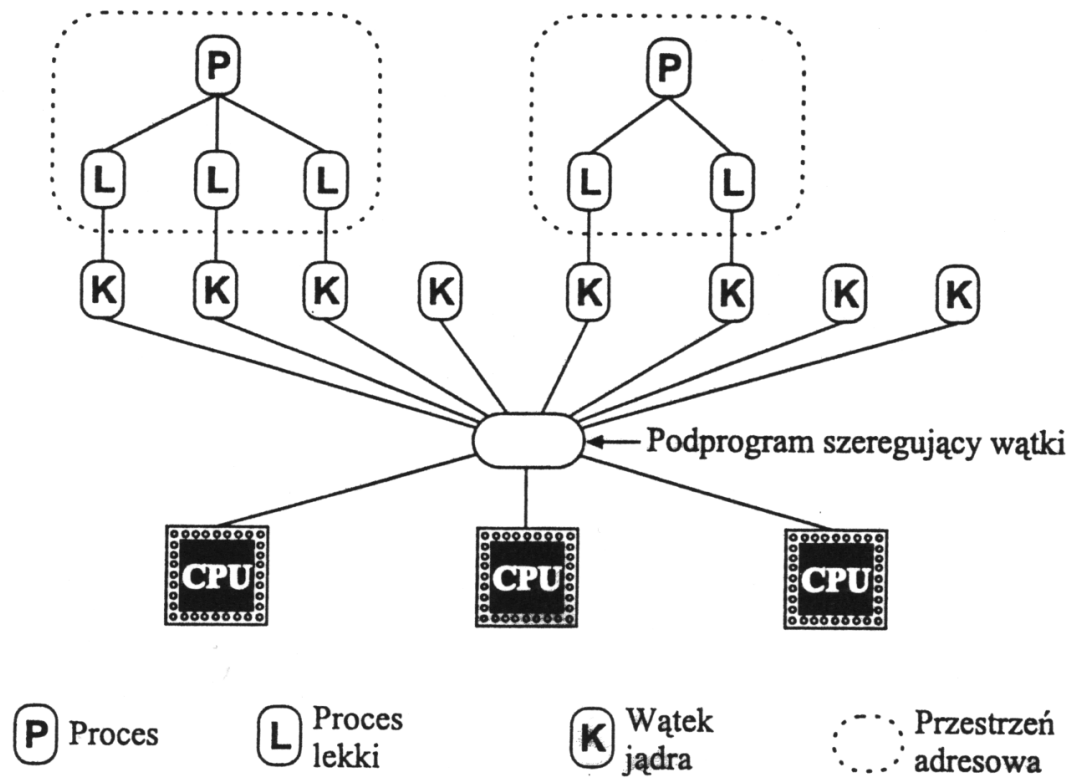 P P
L L L L L
K K K K K K K K
Podprogram szeregujący wątki
CPU CPU CPU
P Proces
L Proces
lekki
K Wątek
jądra
Przestrzeń
adresowa